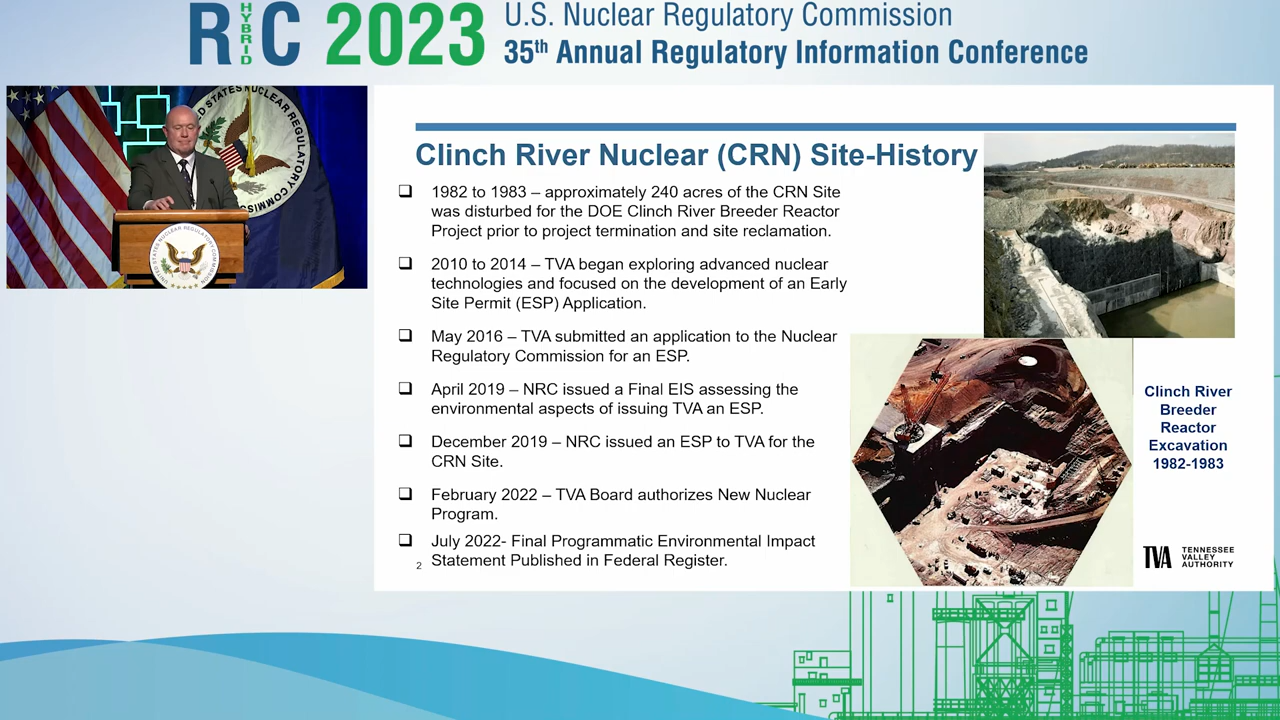 RIC 2023
HYBRID
U.S. Nuclear Regulatory Commission
35th Annual Regulatory Information Conference
UNITED STATES NUCLEAR REGULATORY COMMISSION
Clinch River Nuclear (CRN) Site-History
❑ 1982 to 1983 – approximately 240 acres of the CRN Site
was disturbed for the DOE Clinch River Breeder Reactor
Project prior to project termination and site reclamation.
❑ 2010 to 2014 – TVA began exploring advanced nuclear
technologies and focused on the development of an Early
Site Permit (ESP) Application.
❑ May 2016 – TVA submitted an application to the Nuclear
Regulatory Commission for an ESP.
❑ April 2019 – NRC issued a Final EIS assessing the
environmental aspects of issuing TVA an ESP.
❑ December 2019 – NRC issued an ESP to TVA for the
CRN Site.
❑ February 2022 – TVA Board authorizes New Nuclear
Program.
❑ July 2022- Final Programmatic Environmental Impact
Statement Published in Federal Register.
2
Clinch River
Breeder
Reactor
Excavation
1982-1983
TVA
TENNESSEE
VALLEY
AUTHORITY